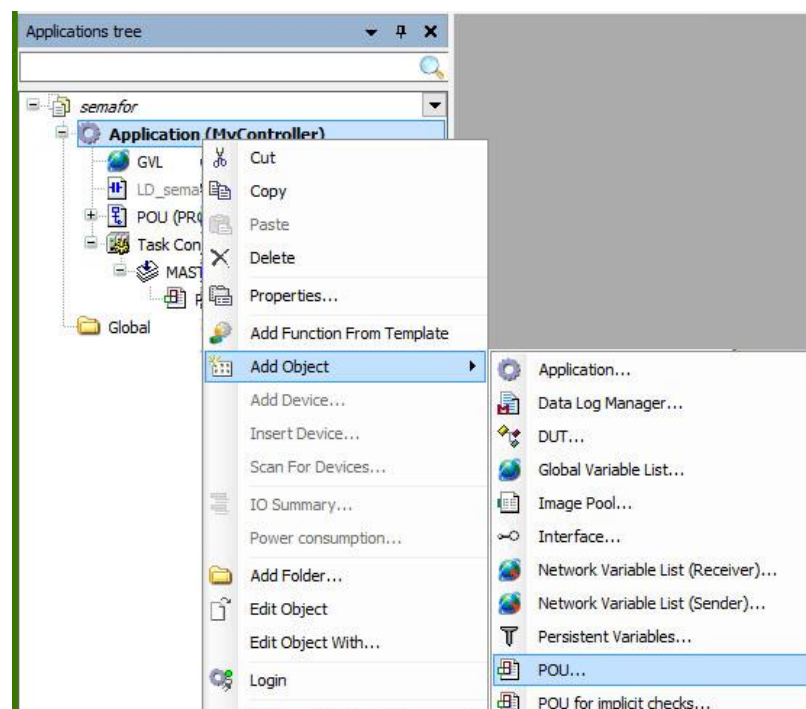 Applications tree
semafor
Application (MyController)
GVL
LD_sema
POU (PRG
Task Con
MAST
Global
Cut
Copy
Paste
Delete
Properties...
Add Function From Template
Add Object
Add Device...
Insert Device...
Scan For Devices...
IO Summary...
Power consumption...
Add Folder...
Edit Object
Edit Object With...
Login
Application...
Data Log Manager...
DUT...
Global Variable List...
Image Pool...
Interface...
Network Variable List (Receiver)...
Network Variable List (Sender)...
Persistent Variables...
POU...
POU for implicit checks...